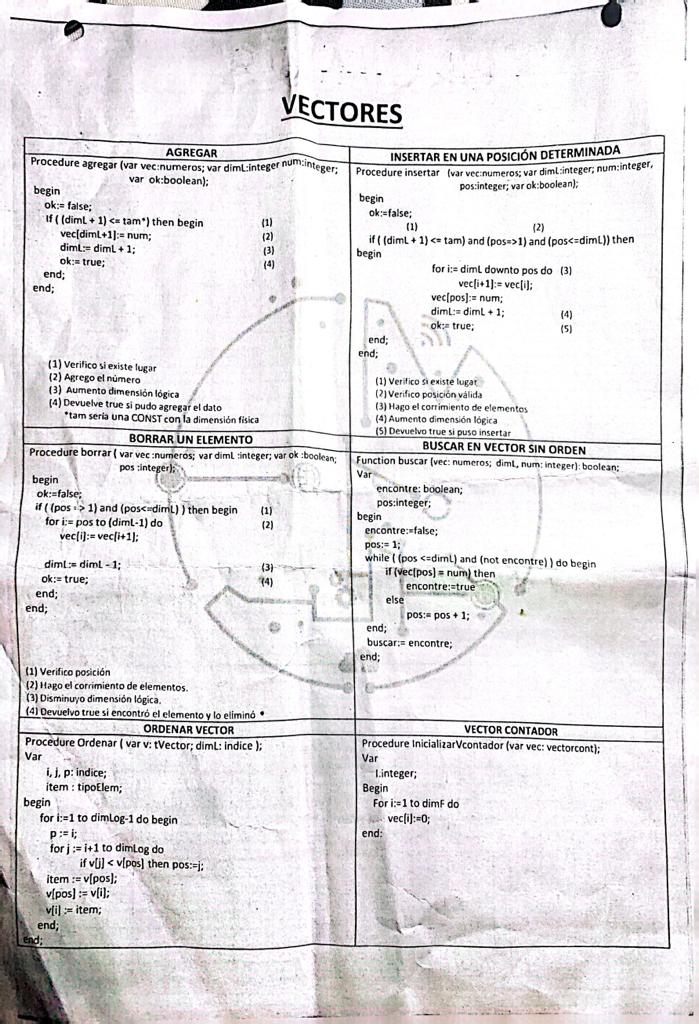 VECTORES
AGREGAR
Procedure agregar (var vec:numeros; var dimL:integer num:integer;
var ok:boolean);
begin
ok:= false;
If ( (dimL + 1) <= tam*) then begin (1)
vec[dimL+1]:= num; (2)
dimL:= dimL + 1; (3)
ok:= true; (4)
end;
end;
(1) Verifico si existe lugar
(2) Agrego el número
(3) Aumento dimensión lógica
(4) Devuelve true si pudo agregar el dato
*tam sería una CONST con la dimensión física
INSERTAR EN UNA POSICIÓN DETERMINADA
Procedure insertar (var vec:numeros; var dimL:integer; num:integer,
pos:integer; var ok:boolean);
begin
ok:=false;
(1) (2)
if ( (dimL + 1) <= tam) and (pos=>1) and (pos<=dimL)) then
begin
for i:= dimL downto pos do (3)
vec[i+1]:= vec[i];
vec[pos]:= num;
dimL:= dimL + 1; (4)
ok:= true; (5)
end;
end;
(1) Verifico si existe lugar
(2) Verifico posición válida
(3) Hago el corrimiento de elementos
(4) Aumento dimensión lógica
(5) Devuelvo true si puso insertar
BORRAR UN ELEMENTO
Procedure borrar ( var vec :numeros; var dimL :integer; var ok :boolean;
pos :integer);
begin
ok:=false;
if ( (pos = > 1) and (pos<=dimL) ) then begin (1)
for i:= pos to (dimL-1) do (2)
vec[i]:= vec[i+1];
dimL:= dimL - 1; (3)
ok:= true; (4)
end;
end;
(1) Verifico posición
(2) Hago el corrimiento de elementos.
(3) Disminuyo dimensión lógica.
(4) Devuelvo true si encontró el elemento y lo eliminó
BUSCAR EN VECTOR SIN ORDEN
Function buscar (vec: numeros; dimL, num: integer): boolean;
Var
encontre: boolean;
pos:integer;
begin
encontre:=false;
pos:= 1;
while ( (pos <=dimL) and (not encontre) ) do begin
if (vec[pos] = num) then
encontre:=true
else
pos:= pos + 1;
end;
buscar:= encontre;
end;
ORDENAR VECTOR
Procedure Ordenar ( var v: tVector; dimL: indice );
Var
i, j, p: indice;
item : tipoElem;
begin
for i:=1 to dimLog-1 do begin
p := i;
for j := i+1 to dimLog do
if v[j] < v[pos] then pos:=j;
item := v[pos];
v[pos] := v[i];
v[i] := item;
end;
end;
VECTOR CONTADOR
Procedure InicializarVcontador (var vec: vectorcont);
Var
I.integer;
Begin
For i:=1 to dimF do
vec[i]:=0;
end: